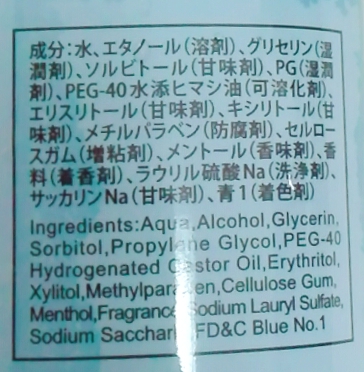 成分:水、エタノール(溶剤)、グリセリン(湿
潤剤)、ソルビトール(甘味剤)、PG(湿潤
剤)、PEG-40水添ヒマシ油(可溶化剤)、
エリスリトール(甘味剤)、キシリトール(甘
味剤)、メチルパラベン(防腐剤)、セルロー
スガム(増粘剤)、メントール(香味剤)、香
料(着香剤)、ラウリル硫酸Na(洗浄剤)、
サッカリンNa(甘味剤)、青1(着色剤)
Ingredients:Aqua,Alcohol,Glycerin,
Sorbitol,Propylene Glycol,PEG-40
Hydrogenated Castor Oil,Erythritol,
Xylitol,Methylparaben,Cellulose Gum,
Menthol,Fragrance,Sodium Lauryl Sulfate,
Sodium Saccharin,FD&C Blue No.1